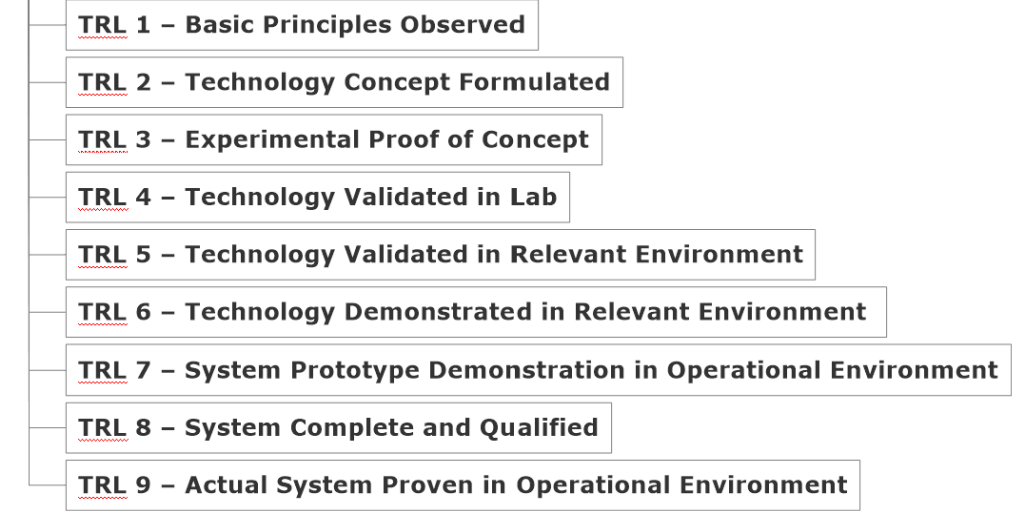 TRL 1 – Basic Principles Observed
TRL 2 – Technology Concept Formulated
TRL 3 – Experimental Proof of Concept
TRL 4 – Technology Validated in Lab
TRL 5 – Technology Validated in Relevant Environment
TRL 6 – Technology Demonstrated in Relevant Environment
TRL 7 – System Prototype Demonstration in Operational Environment
TRL 8 – System Complete and Qualified
TRL 9 – Actual System Proven in Operational Environment